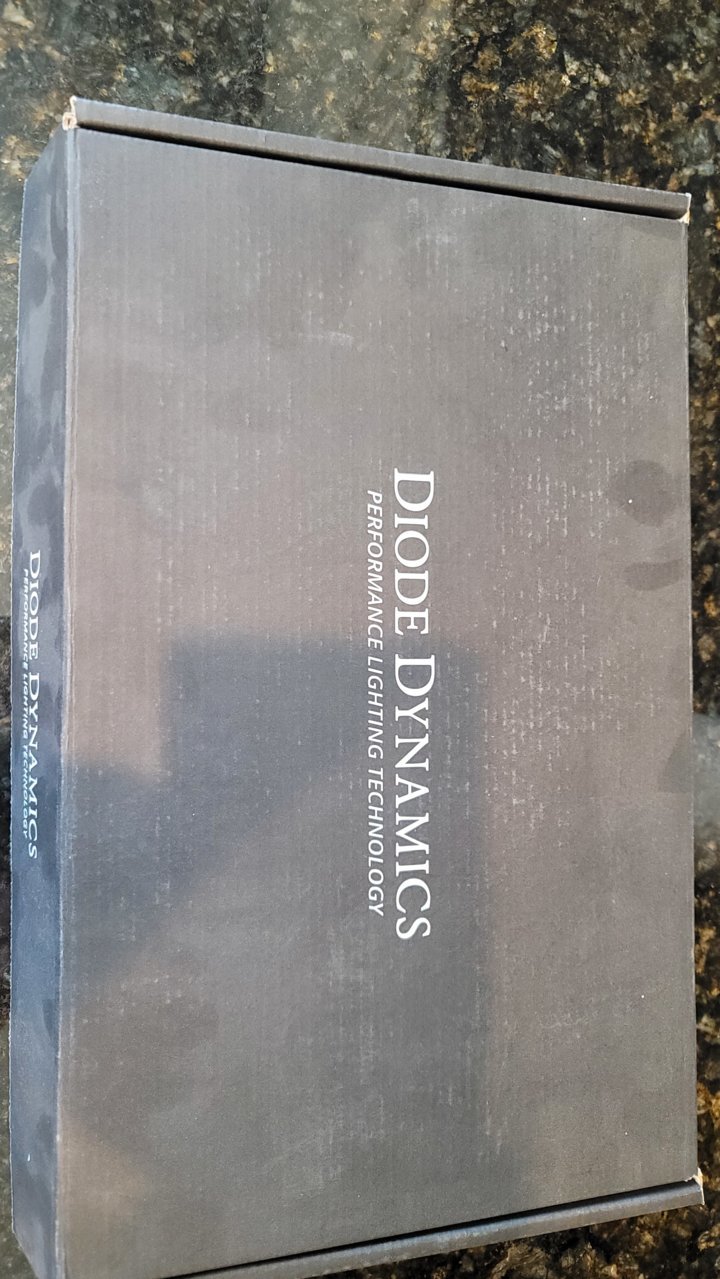 DIODE DYNAMICS
PERFORMANCE LIGHTING TECHNOLOGY
DIODE DYNAMICS
PERFORMANCE LIGHTING TECHNOLOGY